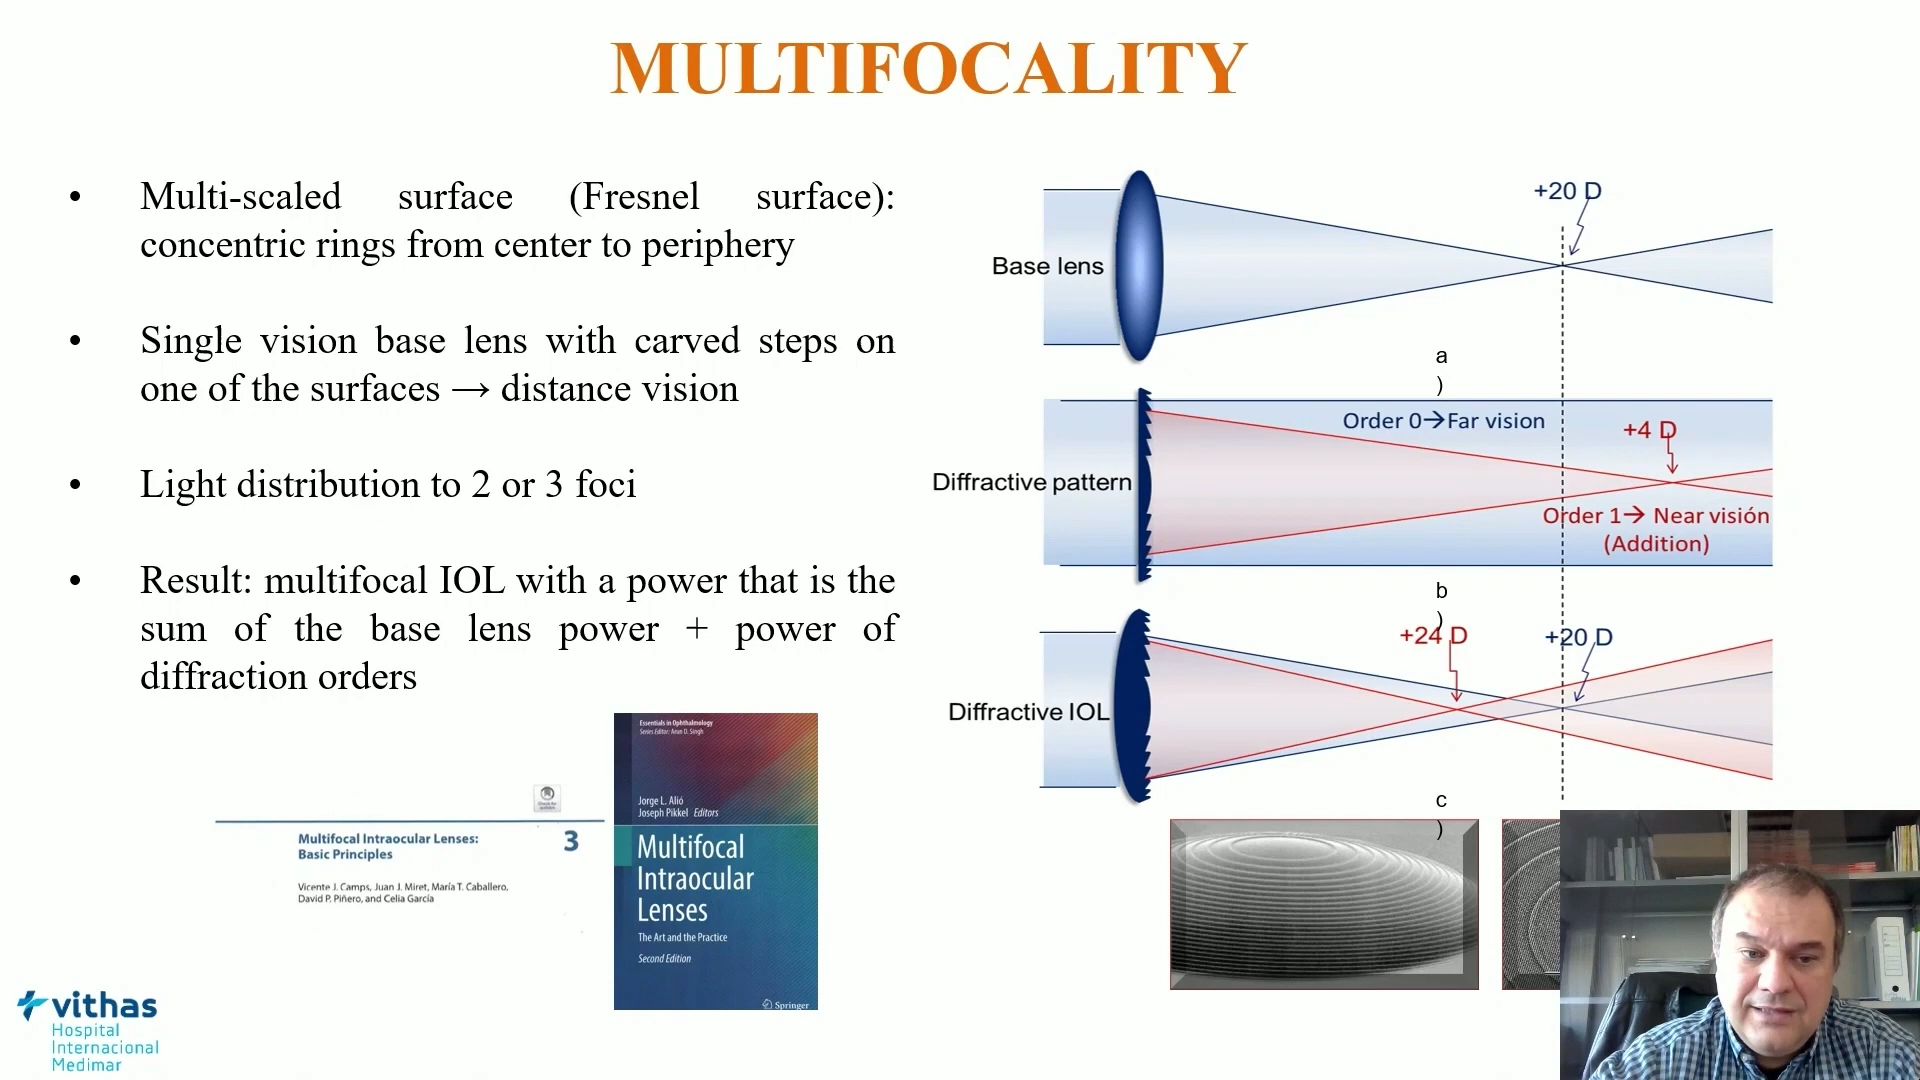 MULTIFOCALITY
• Multi-scaled surface (Fresnel surface):
concentric rings from center to periphery
• Single vision base lens with carved steps on
one of the surfaces → distance vision
• Light distribution to 2 or 3 foci
• Result: multifocal IOL with a power that is the
sum of the base lens power + power of
diffraction orders
+20 D
Base lens
a
)
Order 0→Far vision
+4 D
Diffractive pattern
Order 1→ Near visión
(Addition)
b
)
+24 D
+20 D
Diffractive IOL
c
)
Multifocal Intraocular Lenses:
Basic Principles
3
Vicente J. Camps, Juan J. Miret, María T. Caballero,
David P. Piñero, and Celia García
Essentials in Ophthalmology
Series Editor: Arun D. Singh
Jorge L. Alió
Joseph Pikkel Editors
Multifocal
Intraocular
Lenses
The Art and the Practice
Second Edition
Springer
vithas
Hospital
Internacional
Medimar